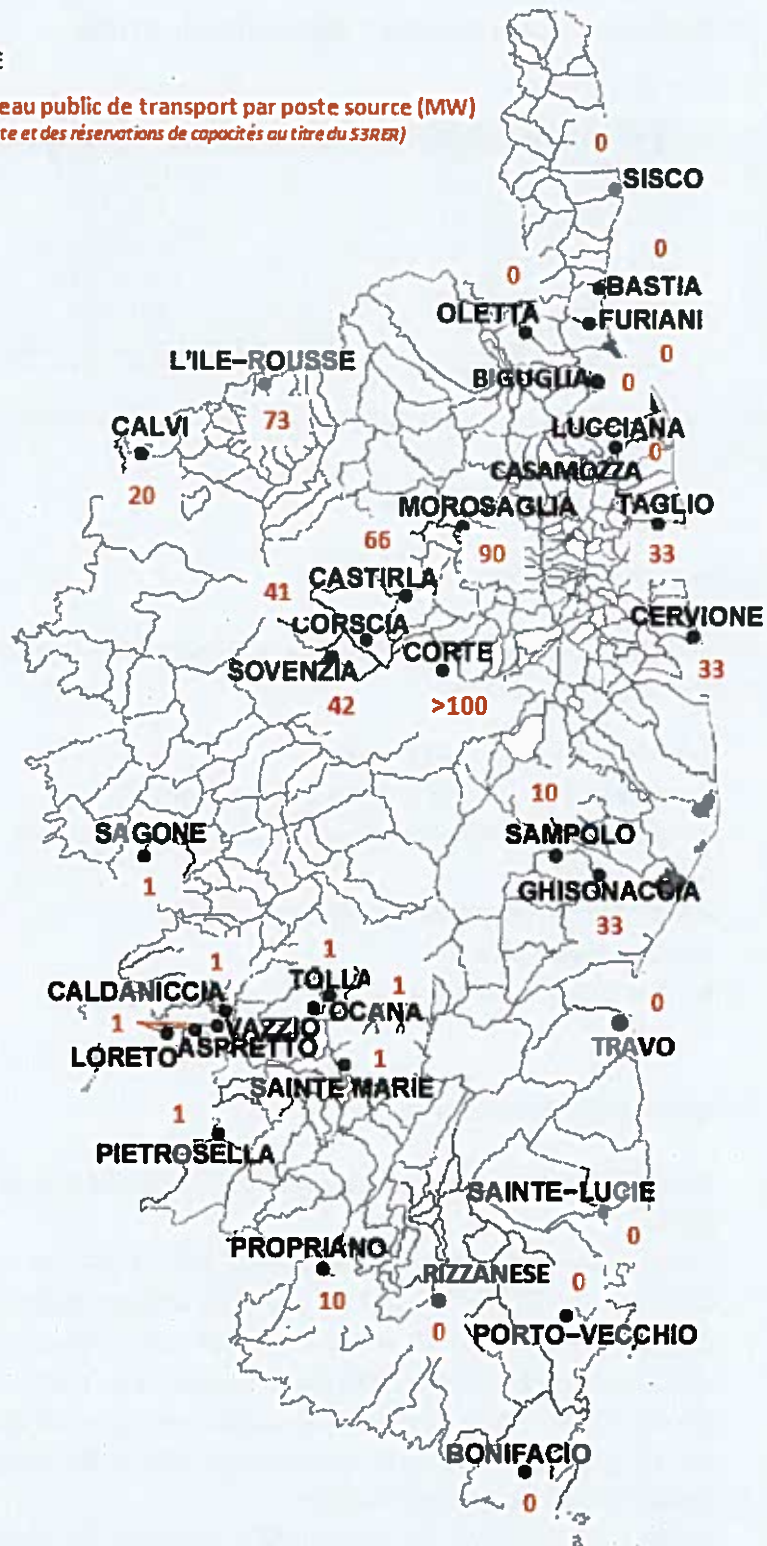 E
eau public de transport par poste source (MW)
te et des réservations de capacités au titre du S3RER)
0
SISCO
0
0
BASTIA
OLETTA
FURIANI
0
L'ILE-ROUSSE
BIGUGLIA
0
73
CALVI
LUCCIANA
0
CASAMOZZA
20
MOROSAGLIA
TAGLIO
66
90
33
41
CASTIRLA
CORSCIA
CERVIONE
SOVENZIA
CORTE
33
42
>100
10
SAGONE
SAMPOLO
1
GHISONACCIA
33
1
1
TOLLA
1
CALDANICCIA
0
OCANA
1
VAZZIO
LORETO
ASPRETTO
TRAVO
1
SAINTE MARIE
1
PIETROSELLA
SAINTE-LUCIE
0
PROPRIANO
RIZZANESE
0
10
0
PORTO-VECCHIO
BONIFACIO
0